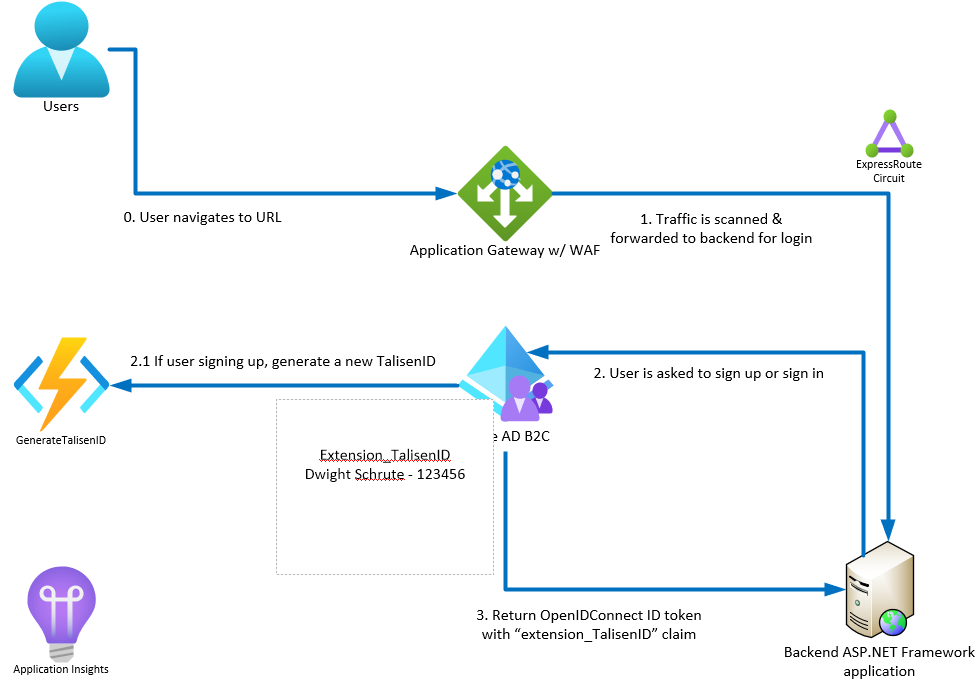 Users
ExpressRoute
Circuit
0. User navigates to URL
1. Traffic is scanned &
forwarded to backend for login
Application Gateway w/ WAF
2.1 If user signing up, generate a new TalisenID
2. User is asked to sign up or sign in
GenerateTalisenID
e AD B2C
Extension_TalisenID
Dwight Schrute - 123456
3. Return OpenIDConnect ID token
with “extension_TalisenID” claim
Application Insights
Backend ASP.NET Framework
application